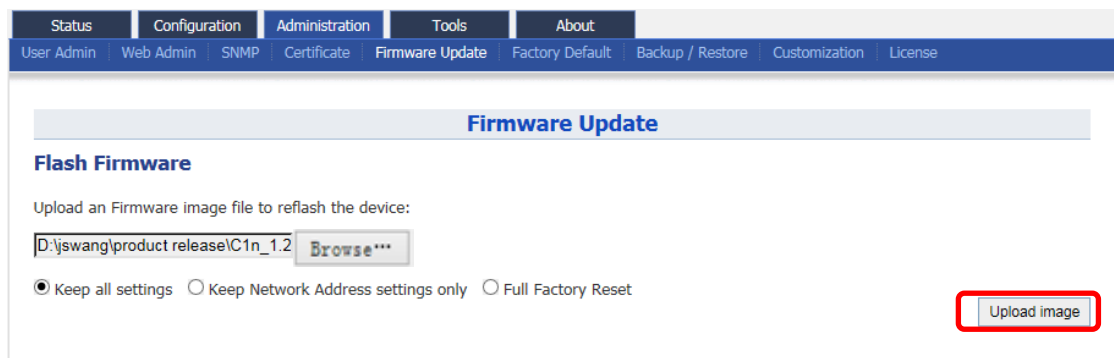 Status Configuration Administration Tools About
User Admin Web Admin SNMP Certificate Firmware Update Factory Default Backup / Restore Customization License
Firmware Update
Flash Firmware
Upload an Firmware image file to reflash the device:
D:\jswang\product release\C1n_1.2 Browse...
Keep all settings Keep Network Address settings only Full Factory Reset
Upload image